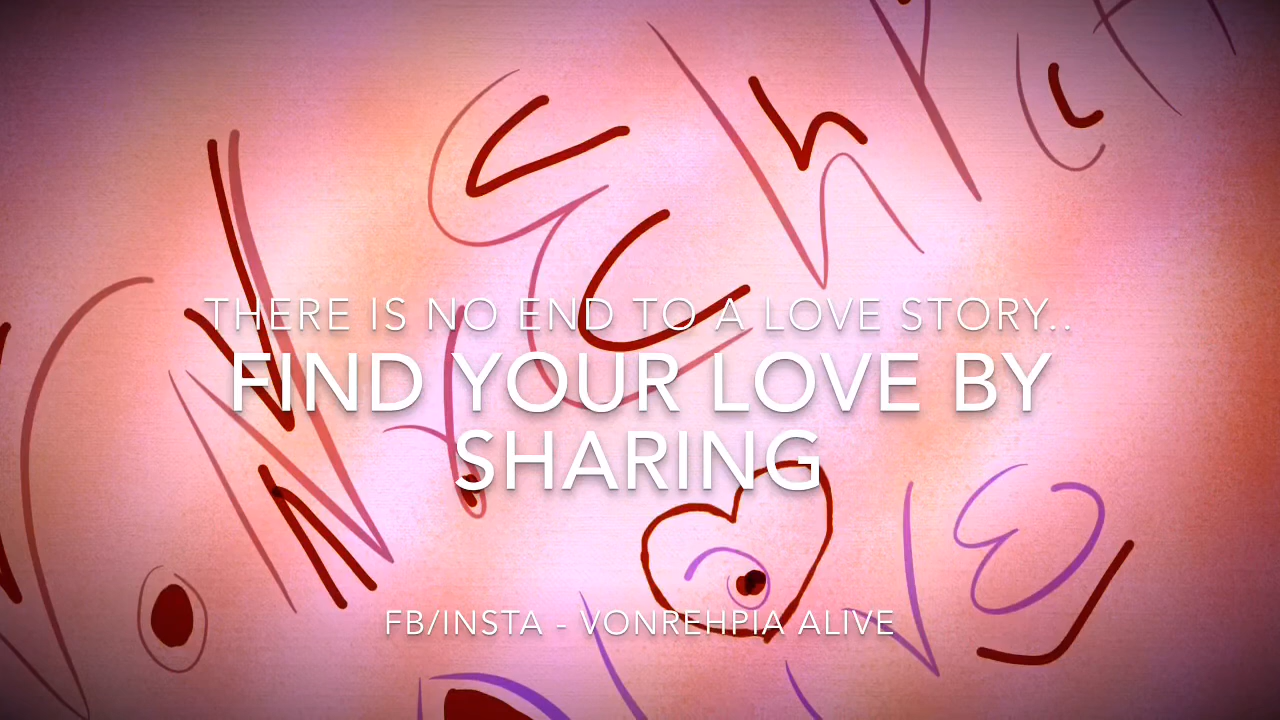 THERE IS NO END TO A LOVE STORY..
FIND YOUR LOVE BY
SHARING
FB/INSTA - VONREHPIA ALIVE